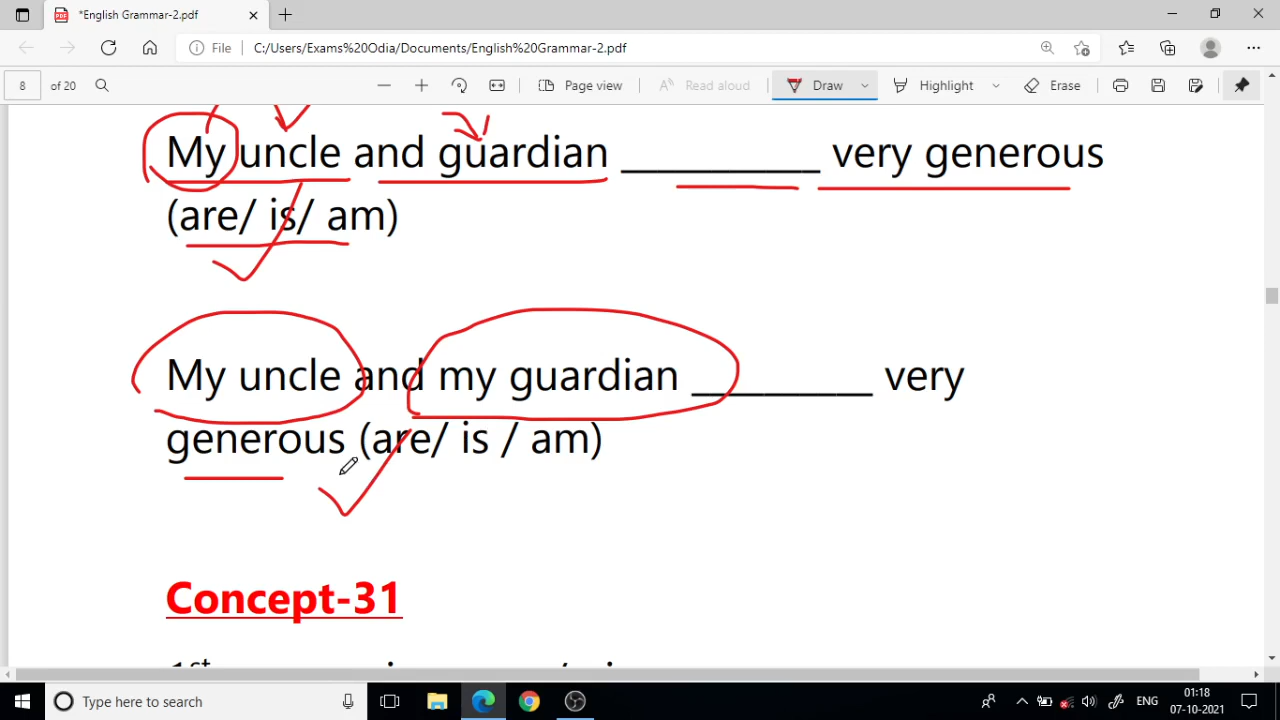 *English Grammar-2.pdf
File C:/Users/Exams%20Odia/Documents/English%20Grammar-2.pdf
8 of 20 Page view Read aloud Draw Highlight Erase
My uncle and guardian __________ very generous
(are/ is/ am)
My uncle and my guardian _________ very
generous (are/ is / am)
Concept-31
Type here to search ENG 01:18
07-10-2021